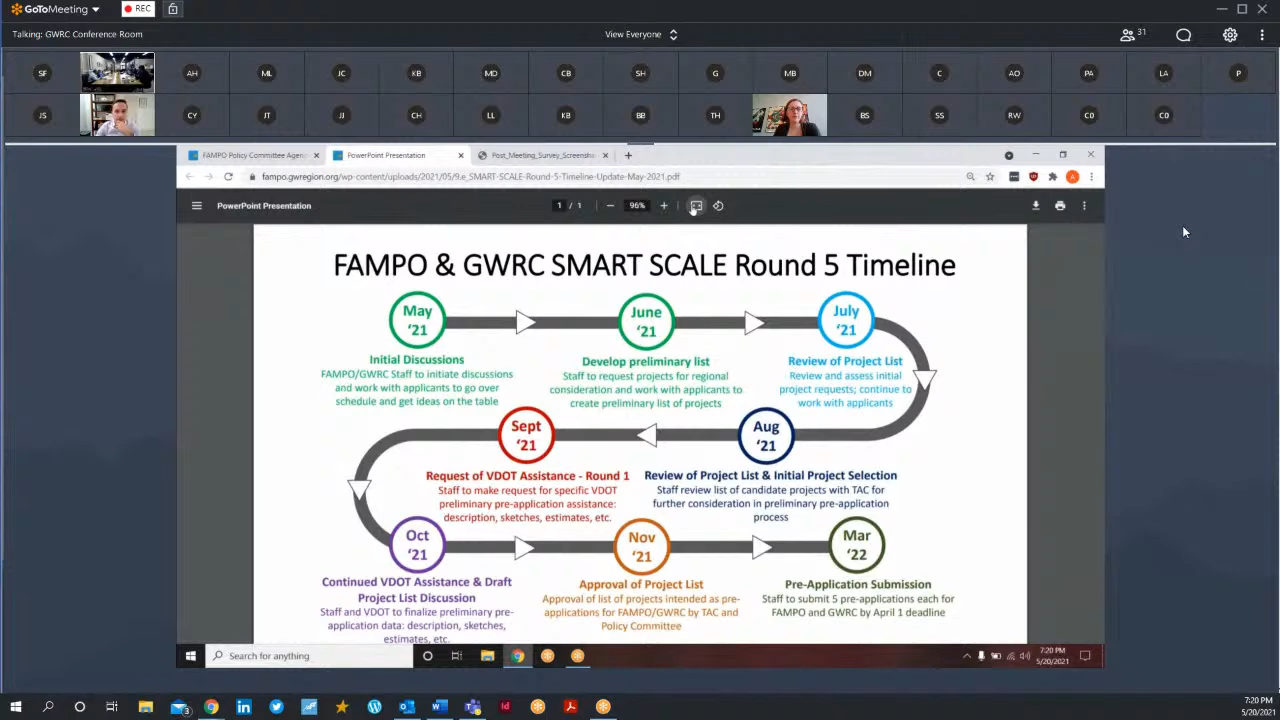 GoToMeeting
REC
Talking: GWRC Conference Room
View Everyone
31
SF
AH
ML
JC
KB
MD
CB
SH
G
MB
DM
C
AO
PA
LA
P
JS
CY
JT
JJ
CH
LL
KB
BB
TH
BS
SS
RW
C0
C0
FAMPO Policy Committee Agen
PowerPoint Presentation
Post_Meeting_Survey_Screensh
fampo.gwregion.org/wp-content/uploads/2021/05/9.e_SMART-SCALE-Round-5-Timeline-Update-May-2021.pdf
A
PowerPoint Presentation
1 / 1
96%
FAMPO & GWRC SMART SCALE Round 5 Timeline
May
'21
June
'21
July
'21
Initial Discussions
FAMPO/GWRC Staff to initiate discussions
and work with applicants to go over
schedule and get ideas on the table
Develop preliminary list
Staff to request projects for regional
consideration and work with applicants to
create preliminary list of projects
Review of Project List
Review and assess initial
project requests; continue to
work with applicants
Sept
'21
Aug
'21
Request of VDOT Assistance - Round 1
Staff to make request for specific VDOT
preliminary pre-application assistance:
description, sketches, estimates, etc.
Review of Project List & Initial Project Selection
Staff review list of candidate projects with TAC for
further consideration in preliminary pre-application
process
Oct
'21
Nov
'21
Mar
'22
Continued VDOT Assistance & Draft
Project List Discussion
Staff and VDOT to finalize preliminary pre-
application data: description, sketches,
estimates, etc.
Approval of Project List
Approval of list of projects intended as pre-
applications for FAMPO/GWRC by TAC and
Policy Committee
Pre-Application Submission
Staff to submit 5 pre-applications each for
FAMPO and GWRC by April 1 deadline
Search for anything
7:20 PM
5/20/2021
3
7:20 PM
5/20/2021